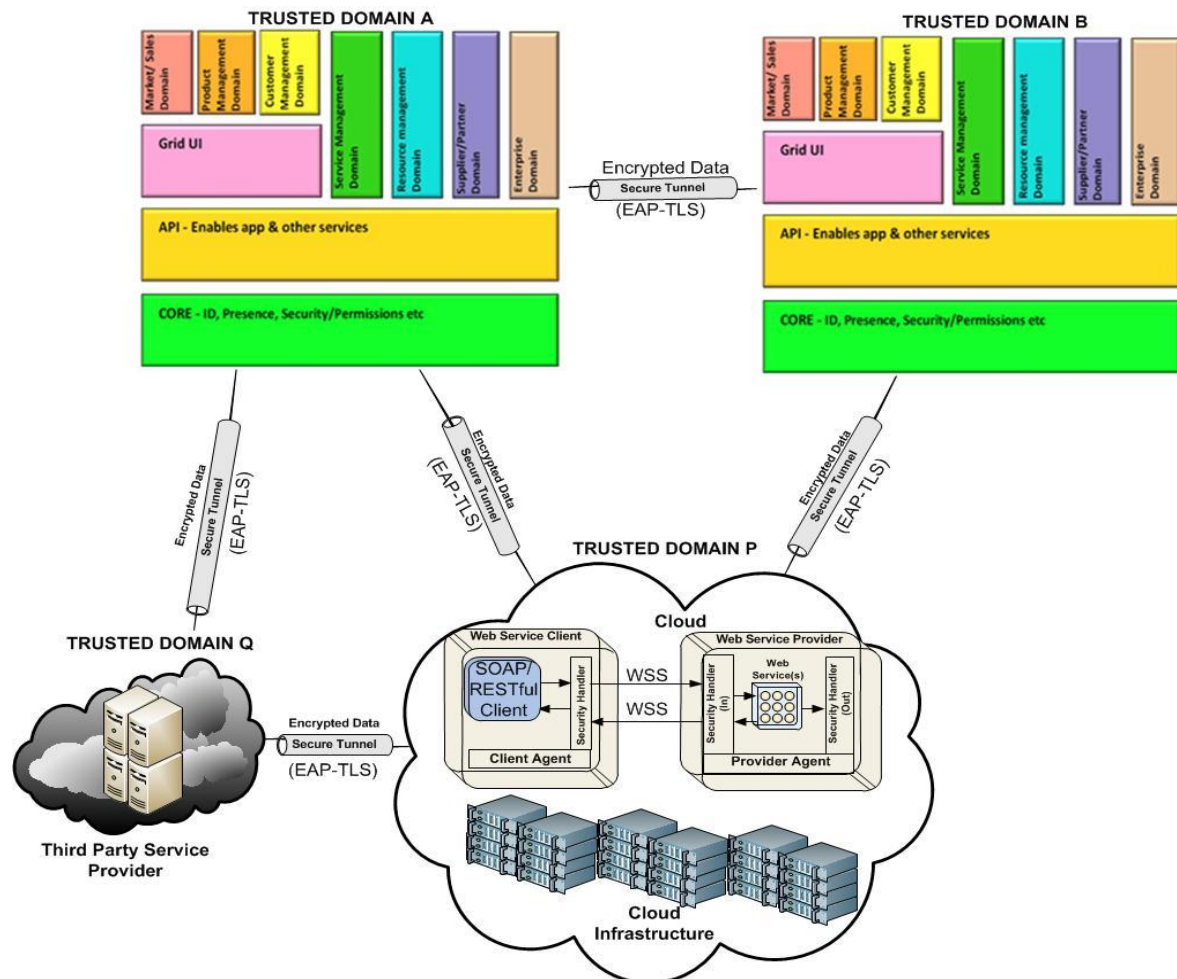 TRUSTED DOMAIN A
Market/ Sales
Domain
Product
Management
Domain
Customer
Management
Domain
Service Management
Domain
Resource management
Domain
Supplier/Partner
Domain
Enterprise
Domain
Grid UI
API - Enables app & other services
CORE - ID, Presence, Security/Permissions etc
Encrypted Data
Secure Tunnel
(EAP-TLS)
TRUSTED DOMAIN B
Market/ Sales
Domain
Product
Management
Domain
Customer
Management
Domain
Service Management
Domain
Resource management
Domain
Supplier/Partner
Domain
Enterprise
Domain
Grid UI
API - Enables app & other services
CORE - ID, Presence, Security/Permissions etc
Encrypted Data
Secure Tunnel
(EAP-TLS)
Encrypted Data
Secure Tunnel
(EAP-TLS)
Encrypted Data
Secure Tunnel
(EAP-TLS)
TRUSTED DOMAIN Q
Third Party Service
Provider
Encrypted Data
Secure Tunnel
(EAP-TLS)
TRUSTED DOMAIN P
Cloud
Web Service Client
SOAP/
RESTful
Client
Security Handler
Client Agent
WSS
WSS
Web Service Provider
Security Handler
(In)
Web
Service(s)
Security Handler
(Out)
Provider Agent
Cloud
Infrastructure